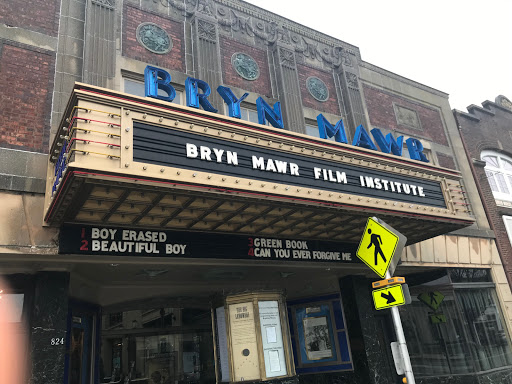 BRYN MAWR
BRYN MAWR FILM INSTITUTE
1 BOY ERASED
2 BEAUTIFUL BOY
3 GREEN BOOK
4 CAN YOU EVER FORGIVE ME
824